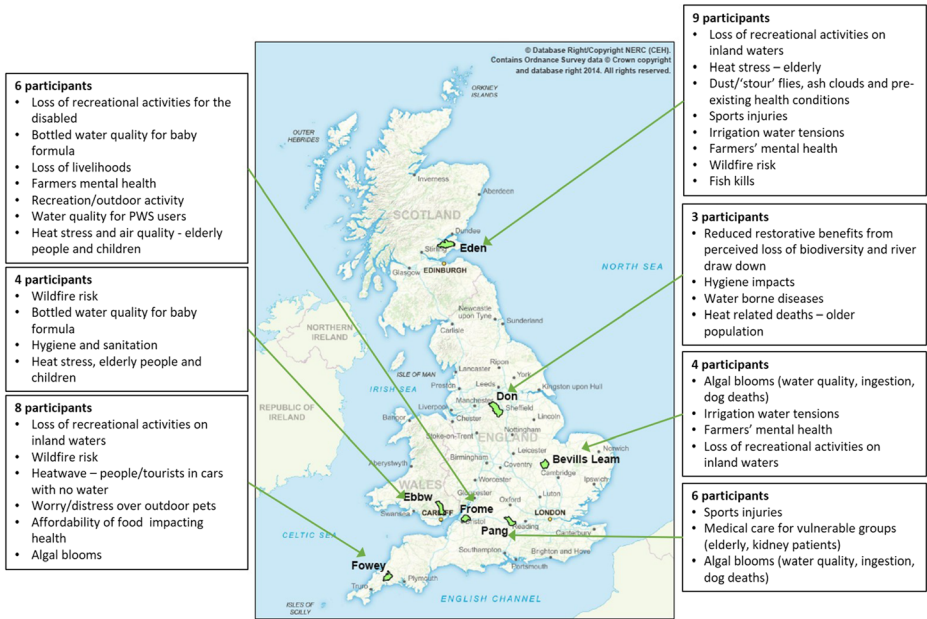 6 participants
• Loss of recreational activities for the
disabled
• Bottled water quality for baby
formula
• Loss of livelihoods
• Farmers mental health
• Recreation/outdoor activity
• Water quality for PWS users
• Heat stress and air quality - elderly
people and children
4 participants
• Wildfire risk
• Bottled water quality for baby
formula
• Hygiene and sanitation
• Heat stress, elderly people and
children
8 participants
• Loss of recreational activities on
inland waters
• Wildfire risk
• Heatwave – people/tourists in cars
with no water
• Worry/distress over outdoor pets
• Affordability of food impacting
health
• Algal blooms
© Database Right/Copyright NERC (CEH).
Contains Ordnance Survey data © Crown copyright
and database right 2014. All rights reserved.
ORKNEY
ISLANDS
OUTER
HEBRIDES
Inverness
Aberdeen
SCOTLAND
Dundee
Stirling
Eden
Glasgow
EDINBURGH
NORTH SEA
Newcastle
upon Tyne
Sunderland
Carlisle
NORTHERN
IRELAND
ISLE OF MAN
Ripon
Lancaster
York
IRISH SEA
Preston
Leeds
Kingston upon Hull
Don
Manchester
Liverpool
Sheffield
REPUBLIC OF
IRELAND
Bangor
Chester
Lincoln
Stoke-on-Trent
Nottingham
ENGLAND
Leicester
Norwich
Bevills Leam
Aberystwyth
Birmingham
Coventry
Cambridge
Ipswich
WALES
Worcester
Ebbw
Gloucester
Luton
Swansea
CARDIFF
Frome
Oxford
LONDON
Bristol
Reading
Pang
Canterbury
CELTIC SEA
Southampton
Brighton and Hove
Portsmouth
Fowey
Plymouth
Truro
ISLES OF
SCILLY
ENGLISH CHANNEL
9 participants
• Loss of recreational activities on
inland waters
• Heat stress – elderly
• Dust/‘stour’ flies, ash clouds and pre-
existing health conditions
• Sports injuries
• Irrigation water tensions
• Farmers’ mental health
• Wildfire risk
• Fish kills
3 participants
• Reduced restorative benefits from
perceived loss of biodiversity and river
draw down
• Hygiene impacts
• Water borne diseases
• Heat related deaths – older
population
4 participants
• Algal blooms (water quality, ingestion,
dog deaths)
• Irrigation water tensions
• Farmers’ mental health
• Loss of recreational activities on
inland waters
6 participants
• Sports injuries
• Medical care for vulnerable groups
(elderly, kidney patients)
• Algal blooms (water quality, ingestion,
dog deaths)